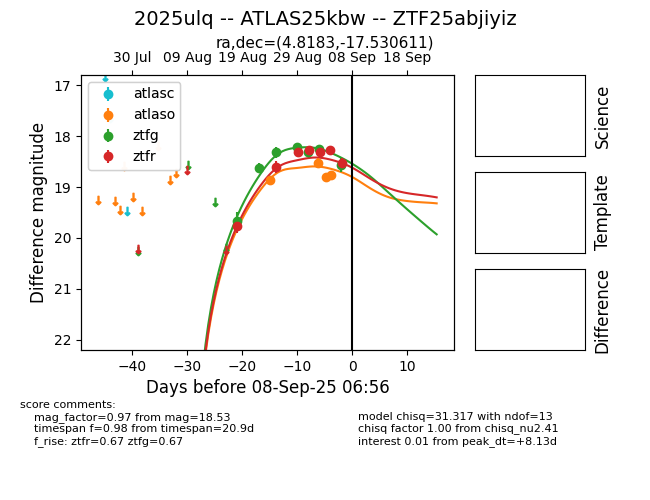 2025ulq -- ATLAS25kbw -- ZTF25abjiyiz
ra,dec=(4.8183,-17.530611)
30 Jul 09 Aug 19 Aug 29 Aug 08 Sep 18 Sep
atlasc
atlaso
ztfg
ztfr
17
18
19
20
21
22
Difference magnitude
−40 −30 −20 −10 0 10
Days before 08-Sep-25 06:56
Science
Template
Difference
score comments:
mag_factor=0.97 from mag=18.53
timespan f=0.98 from timespan=20.9d
f_rise: ztfr=0.67 ztfg=0.67
model chisq=31.317 with ndof=13
chisq factor 1.00 from chisq_nu2.41
interest 0.01 from peak_dt=+8.13d